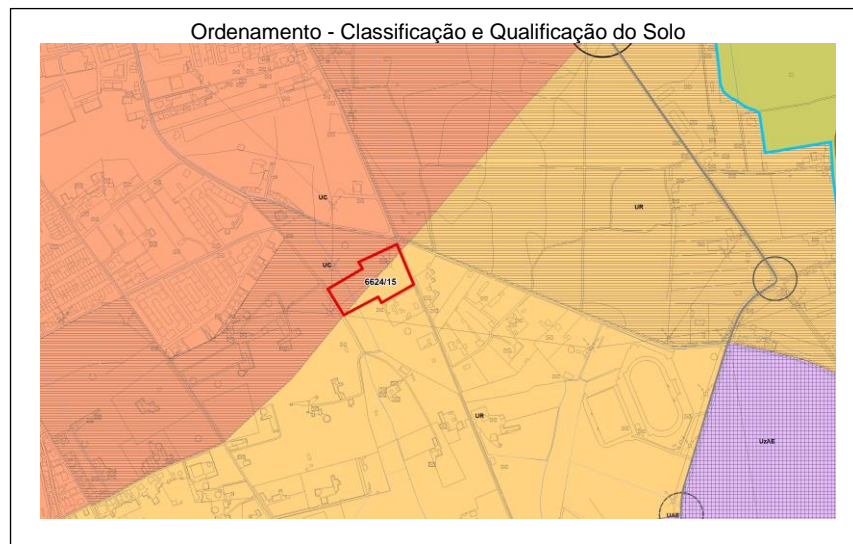 Ordenamento - Classificação e Qualificação do Solo
UC
UR
UC
6624/15
UR
UzAE
UAE